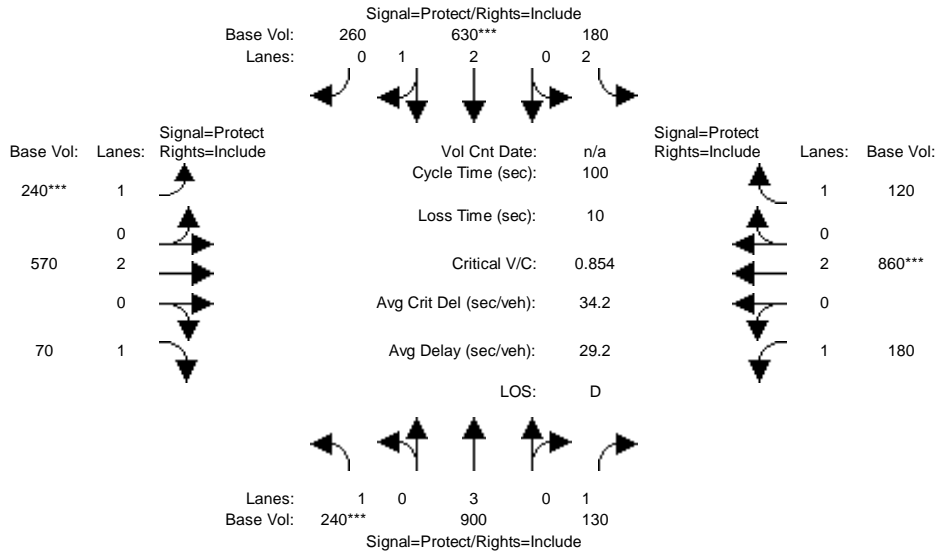 Signal=Protect/Rights=Include
Base Vol: 260 630*** 180
Lanes: 0 1 2 0 2
Signal=Protect
Base Vol: Lanes: Rights=Include
Vol Cnt Date: n/a
Signal=Protect
Rights=Include Lanes: Base Vol:
Cycle Time (sec): 100
240*** 1
1 120
Loss Time (sec): 10
0
0
570 2
Critical V/C: 0.854
2 860***
0
Avg Crit Del (sec/veh): 34.2
0
70 1
Avg Delay (sec/veh): 29.2
1 180
LOS: D
Lanes: 1 0 3 0 1
Base Vol: 240*** 900 130
Signal=Protect/Rights=Include